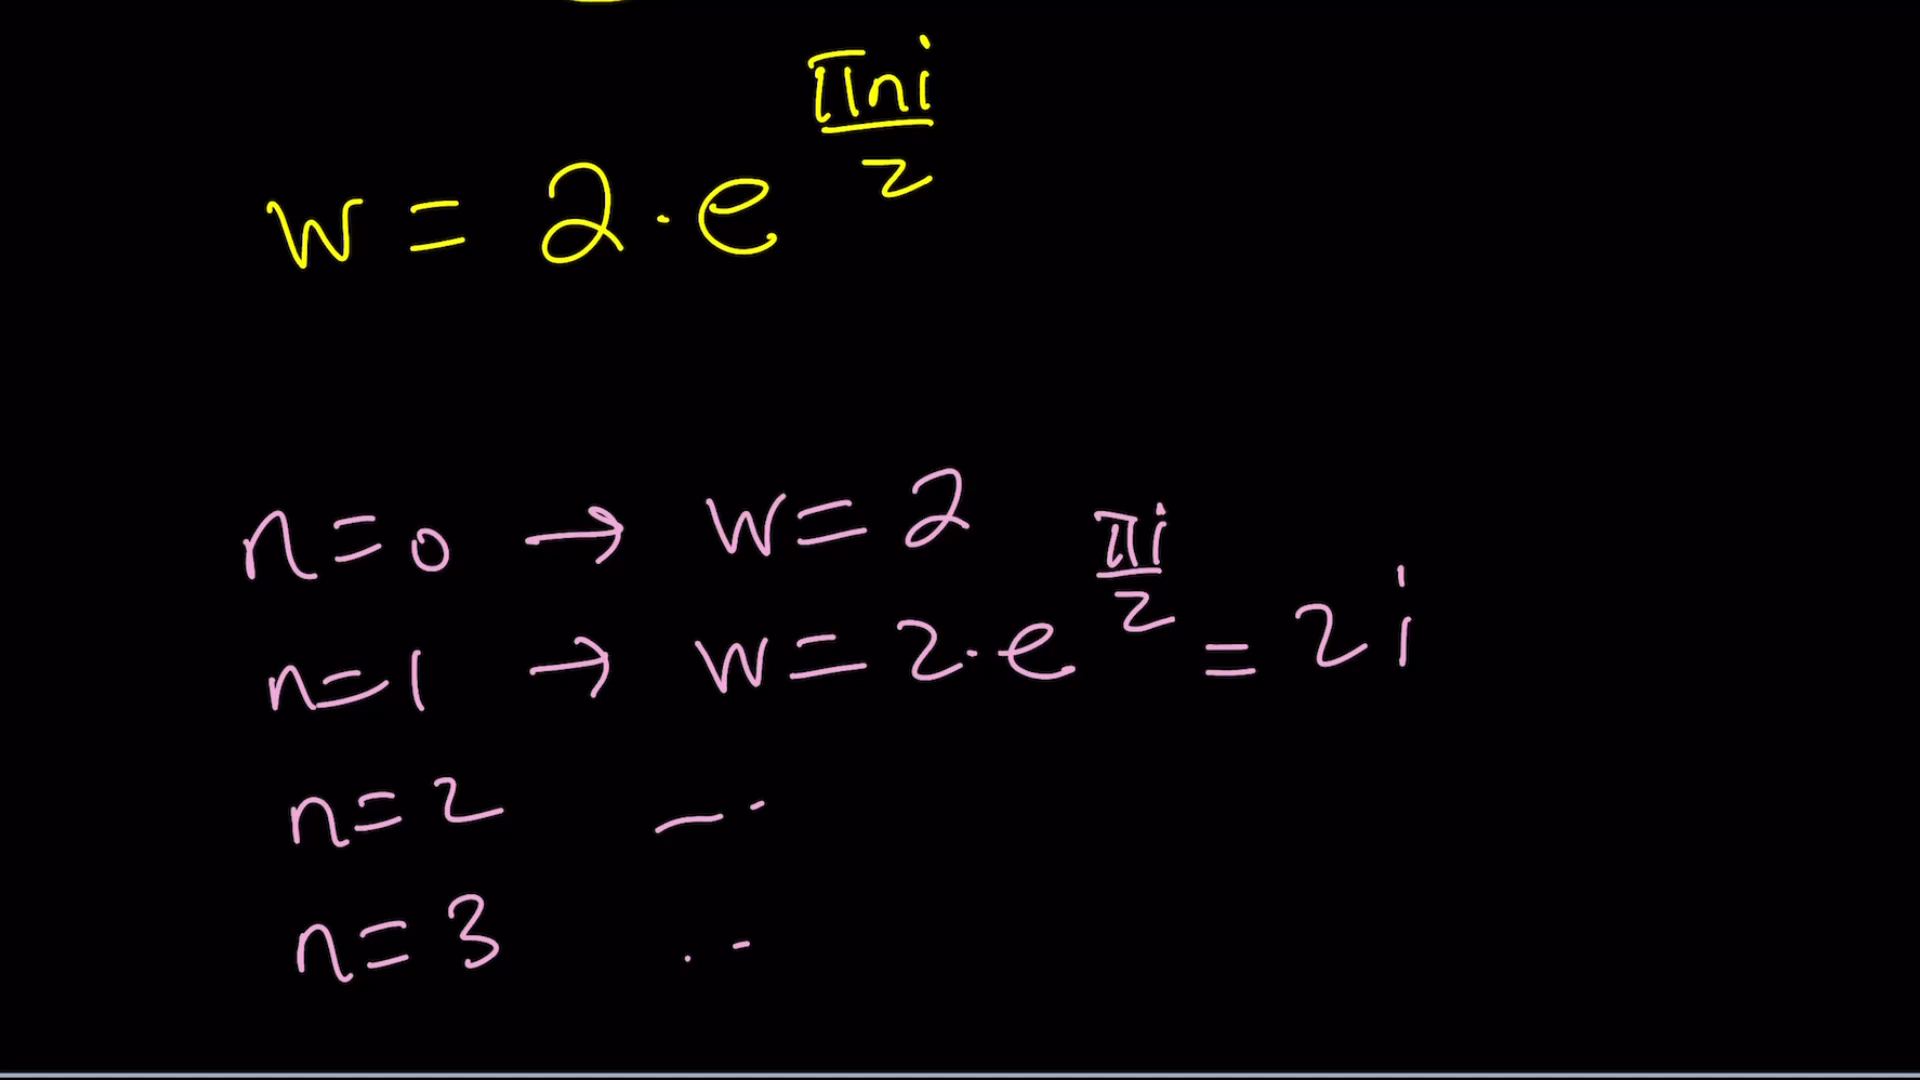 w = 2 · e^(πni/2)
n=0 → w=2
n=1 → w=2·e^(πi/2) = 2i
n=2 ~ -
n=3 . -